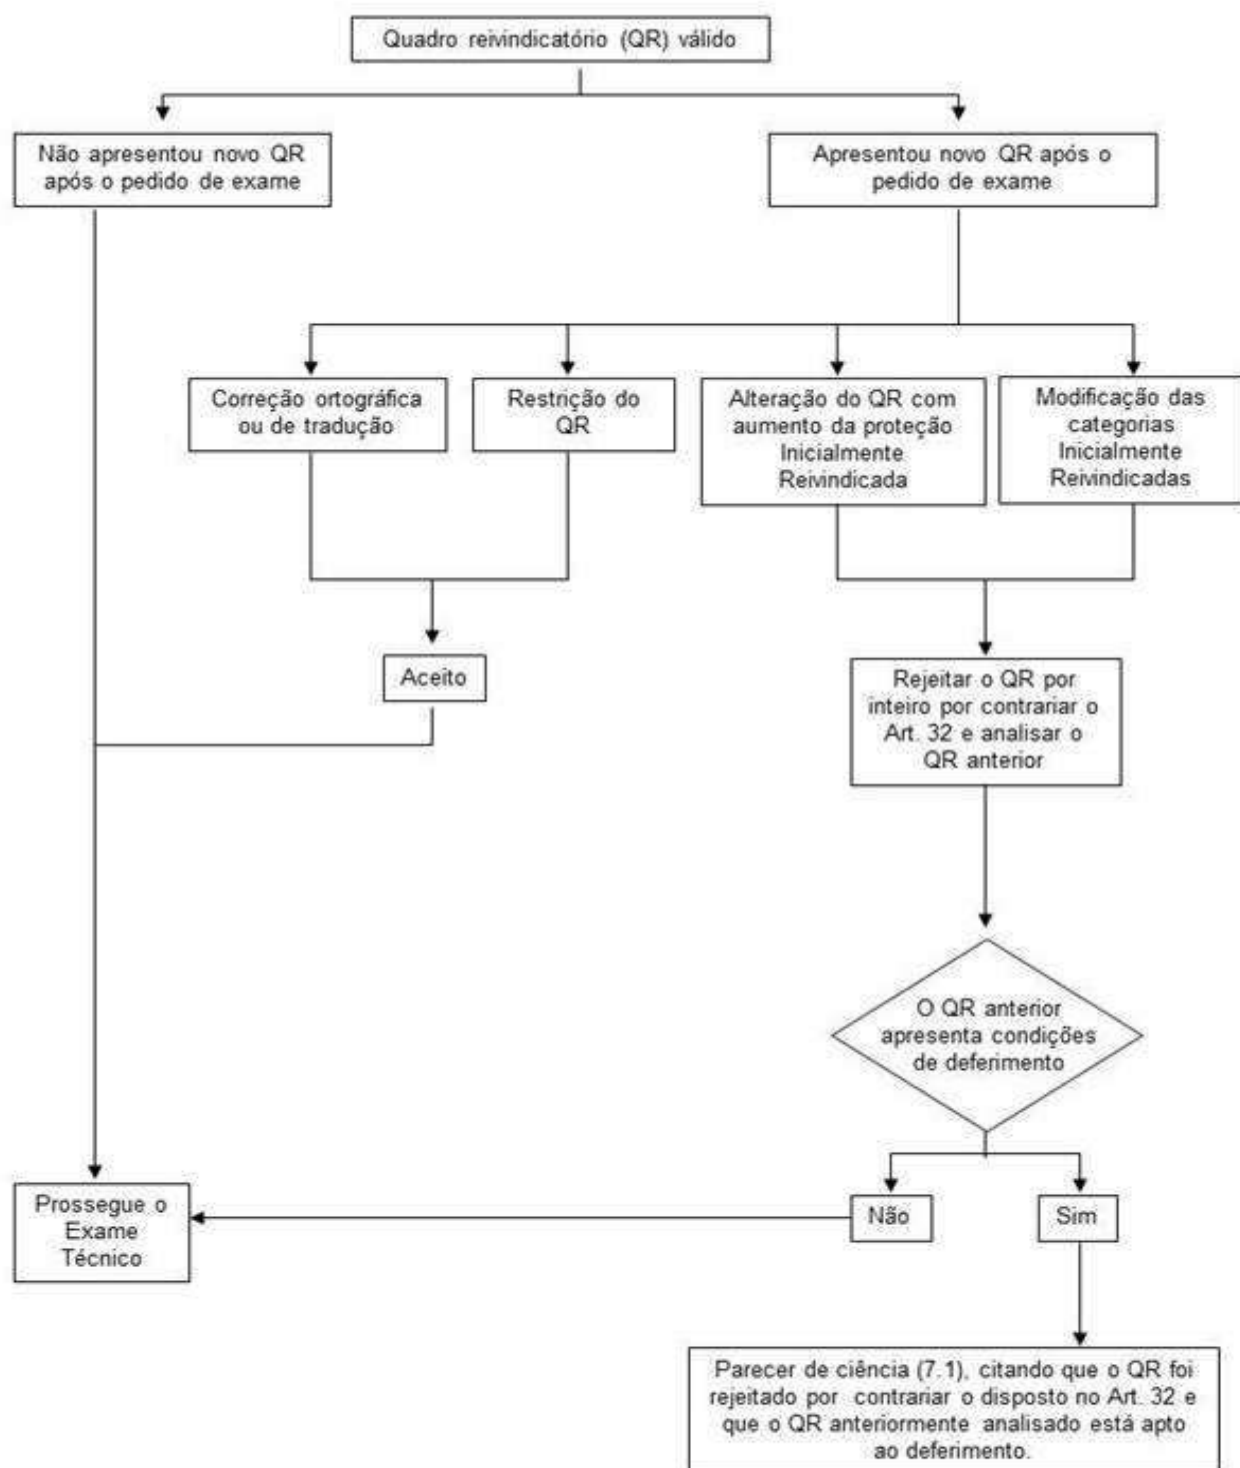 Quadro reivindicatório (QR) válido
Não apresentou novo QR
após o pedido de exame
Apresentou novo QR após o
pedido de exame
Correção ortográfica
ou de tradução
Restrição do
QR
Alteração do QR com
aumento da proteção
Inicialmente
Reivindicada
Modificação das
categorias
Inicialmente
Reivindicadas
Aceito
Rejeitar o QR por
inteiro por contrariar o
Art. 32 e analisar o
QR anterior
O QR anterior
apresenta condições
de deferimento
Prossegue o
Exame
Técnico
Não
Sim
Parecer de ciência (7.1), citando que o QR foi
rejeitado por contrariar o disposto no Art. 32 e
que o QR anteriormente analisado está apto
ao deferimento.